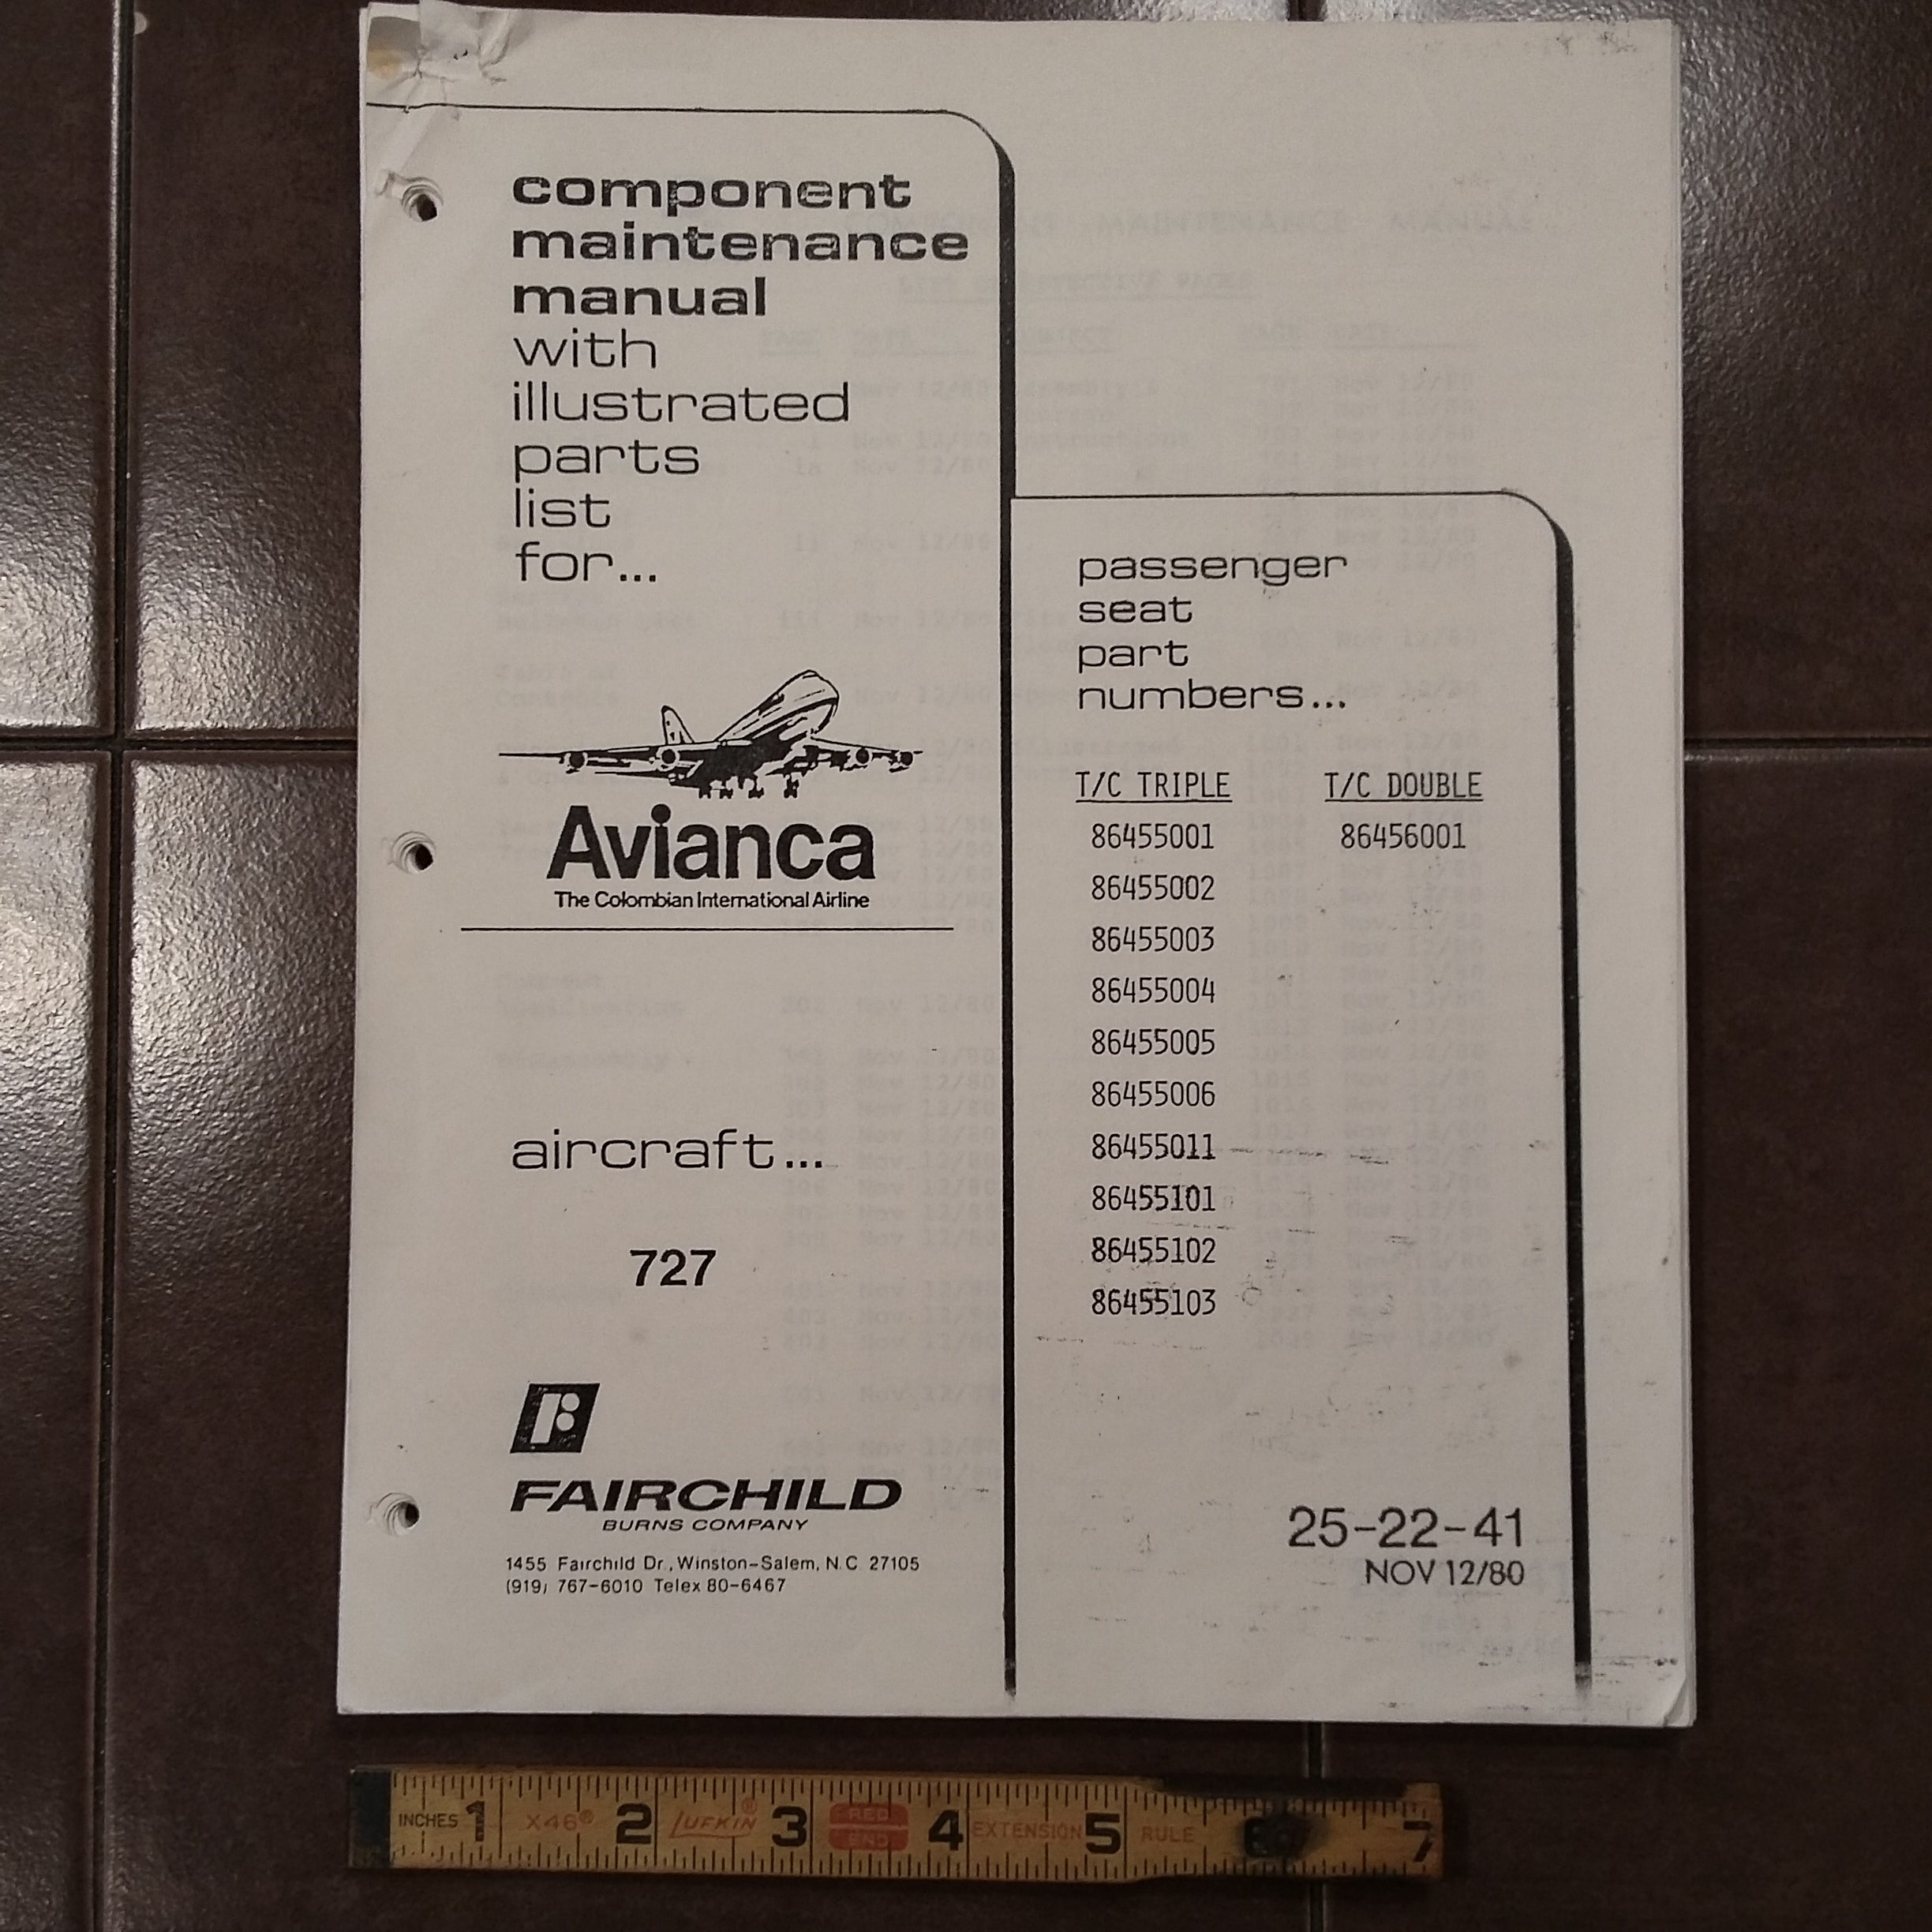 component
maintenance
manual
with
illustrated
parts
list
for...
Avianca
The Colombian International Airline
aircraft...
727
FAIRCHILD
BURNS COMPANY
1455 Fairchild Dr., Winston-Salem, N.C. 27105
(919) 767-6010 Telex 80-6467
passenger
seat
part
numbers...
T/C TRIPLE T/C DOUBLE
86455001 86456001
86455002
86455003
86455004
86455005
86455006
86455011
86455101
86455102
86455103
25-22-41
NOV 12/80
INCHES 1 X46® 2 LUFKIN® 3 RED END 4 EXTENSION 5 RULE 6 7